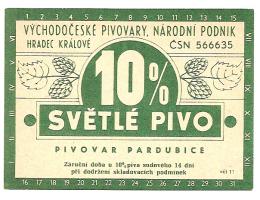 1 2 3 4 5 6 7 8 9 10 11 12 13 14 15
VÝCHODOČESKÉ PIVOVARY, NÁRODNÍ PODNIK
HRADEC KRÁLOVÉ ČSN 566635
10%
SVĚTLÉ PIVO
PIVOVAR PARDUBICE
Záruční doba u 10% piva sudového 14 dní
při dodržení skladovacích podmínek
16 17 18 19 20 21 22 23 24 25 26 27 28 29 30 31